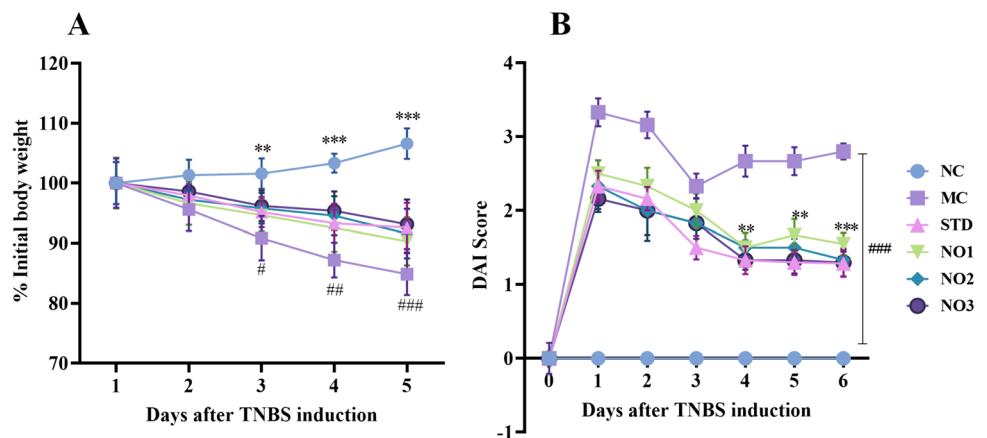 A
% Initial body weight
120
110
100
90
80
70
**
***
***
#
##
###
1 2 3 4 5
Days after TNBS induction
B
DAI Score
4
3
2
1
0
-1
**
**
***
###
0 1 2 3 4 5 6
Days after TNBS induction
NC
MC
STD
NO1
NO2
NO3